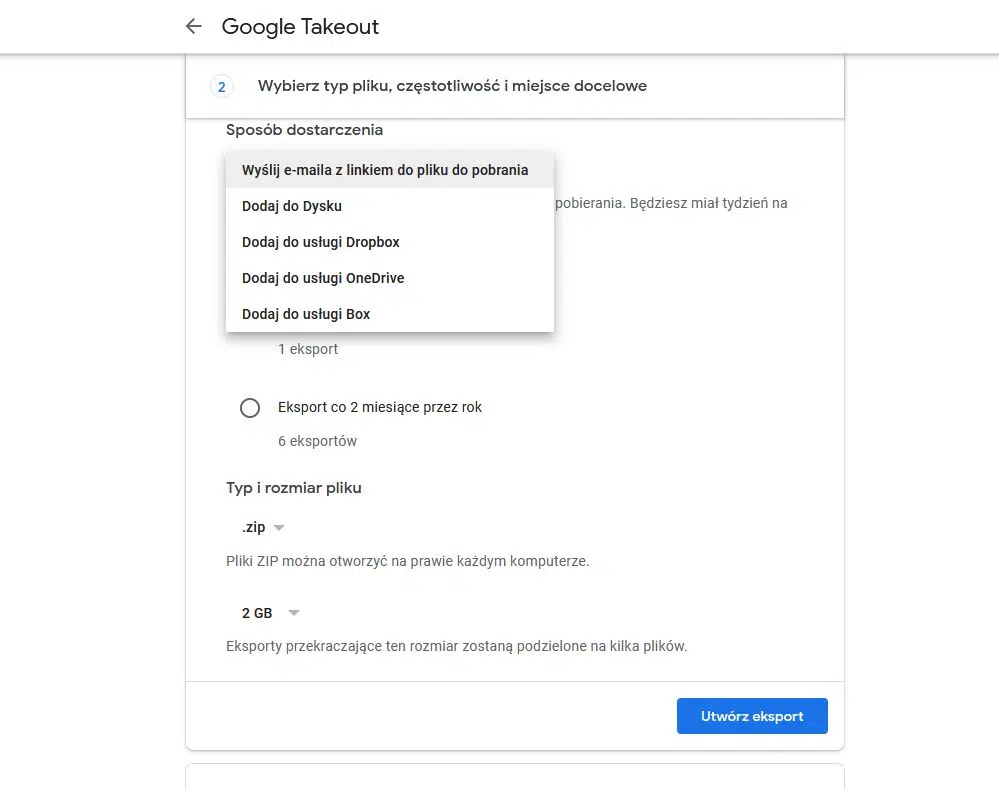 Google Takeout
2 Wybierz typ pliku, częstotliwość i miejsce docelowe
Sposób dostarczenia
Wyślij e-maila z linkiem do pliku do pobrania
Dodaj do Dysku
pobierania. Będziesz miał tydzień na
Dodaj do usługi Dropbox
Dodaj do usługi OneDrive
Dodaj do usługi Box
1 eksport
Eksport co 2 miesiące przez rok
6 eksportów
Typ i rozmiar pliku
.zip
Pliki ZIP można otworzyć na prawie każdym komputerze.
2 GB
Eksporty przekraczające ten rozmiar zostaną podzielone na kilka plików.
Utwórz eksport